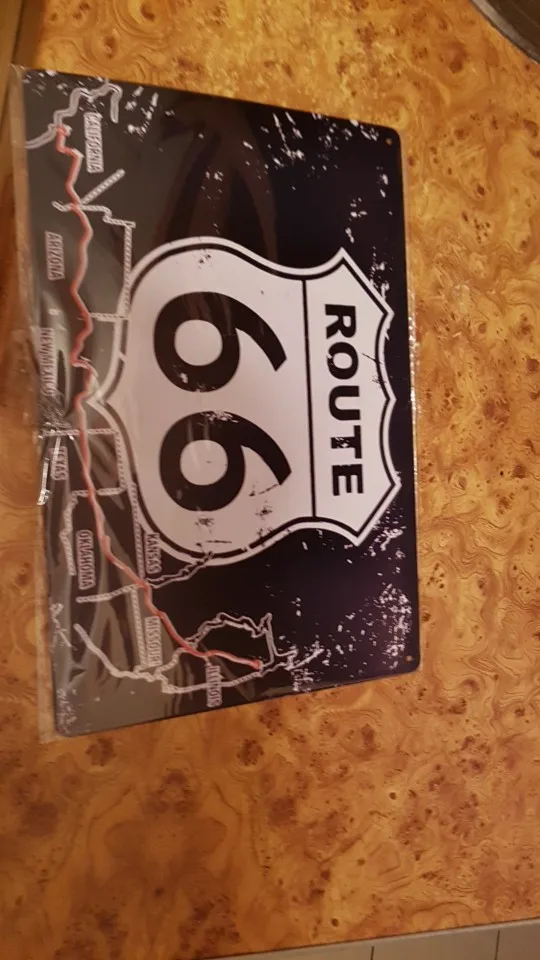 ROUTE
66
CALIFORNIA
ARIZONA
NEW MEXICO
TEXAS
OKLAHOMA
KANSAS
MISSOURI
ILLINOIS